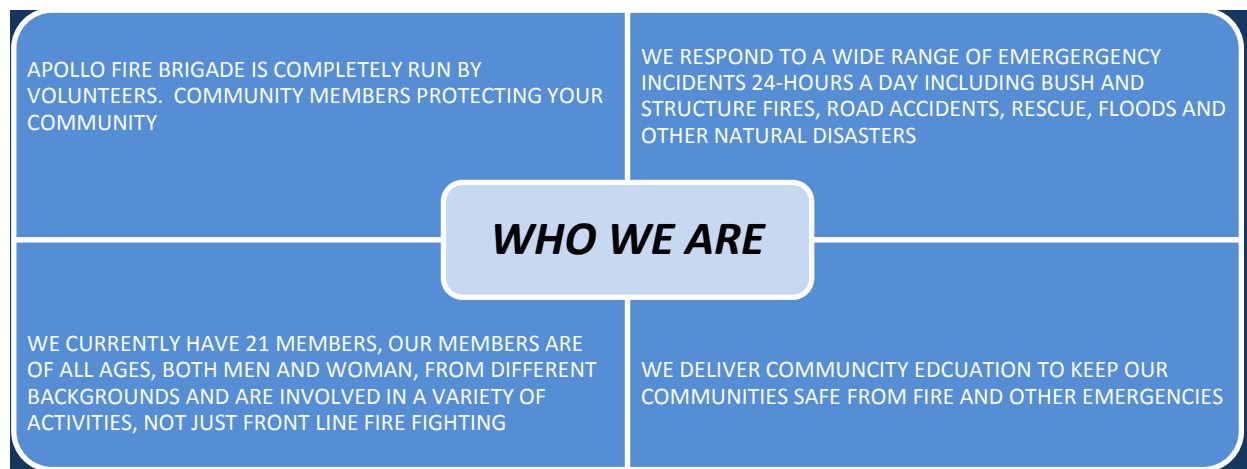 APOLLO FIRE BRIGADE IS COMPLETELY RUN BY
VOLUNTEERS.  COMMUNITY MEMBERS PROTECTING YOUR
COMMUNITY
WE RESPOND TO A WIDE RANGE OF EMERGERGENCY
INCIDENTS 24-HOURS A DAY INCLUDING BUSH AND
STRUCTURE FIRES, ROAD ACCIDENTS, RESCUE, FLOODS AND
OTHER NATURAL DISASTERS
WHO WE ARE
WE CURRENTLY HAVE 21 MEMBERS, OUR MEMBERS ARE
OF ALL AGES, BOTH MEN AND WOMAN, FROM DIFFERENT
BACKGROUNDS AND ARE INVOLVED IN A VARIETY OF
ACTIVITIES, NOT JUST FRONT LINE FIRE FIGHTING
WE DELIVER COMMUNCITY EDCUATION TO KEEP OUR
COMMUNITIES SAFE FROM FIRE AND OTHER EMERGENCIES